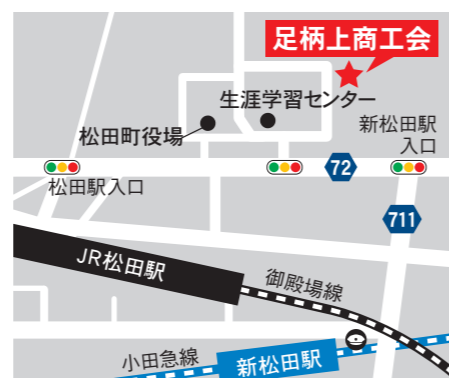 足柄上商工会
生涯学習センター
松田町役場
新松田駅
入口
松田駅入口
72
711
JR松田駅
御殿場線
小田急線
新松田駅